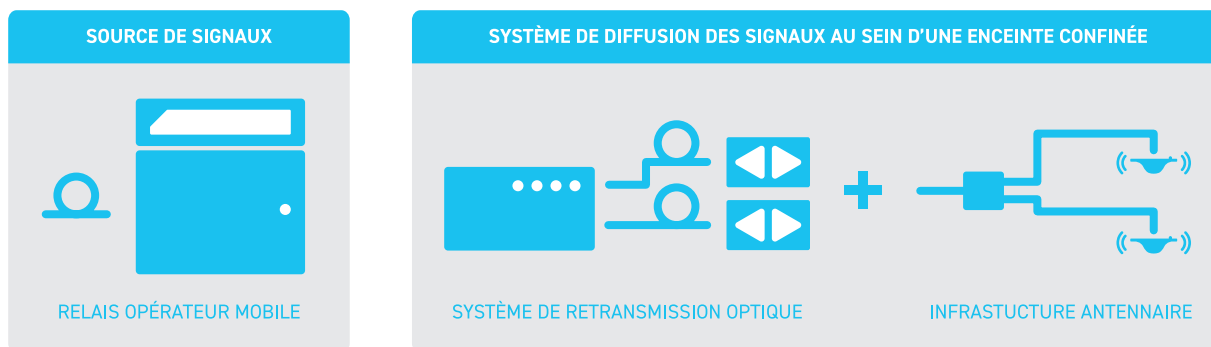 SOURCE DE SIGNAUX
SYSTÈME DE DIFFUSION DES SIGNAUX AU SEIN D'UNE ENCEINTE CONFINÉE
RELAIS OPÉRATEUR MOBILE
SYSTÈME DE RETRANSMISSION OPTIQUE
INFRASTUCTURE ANTENNAIRE